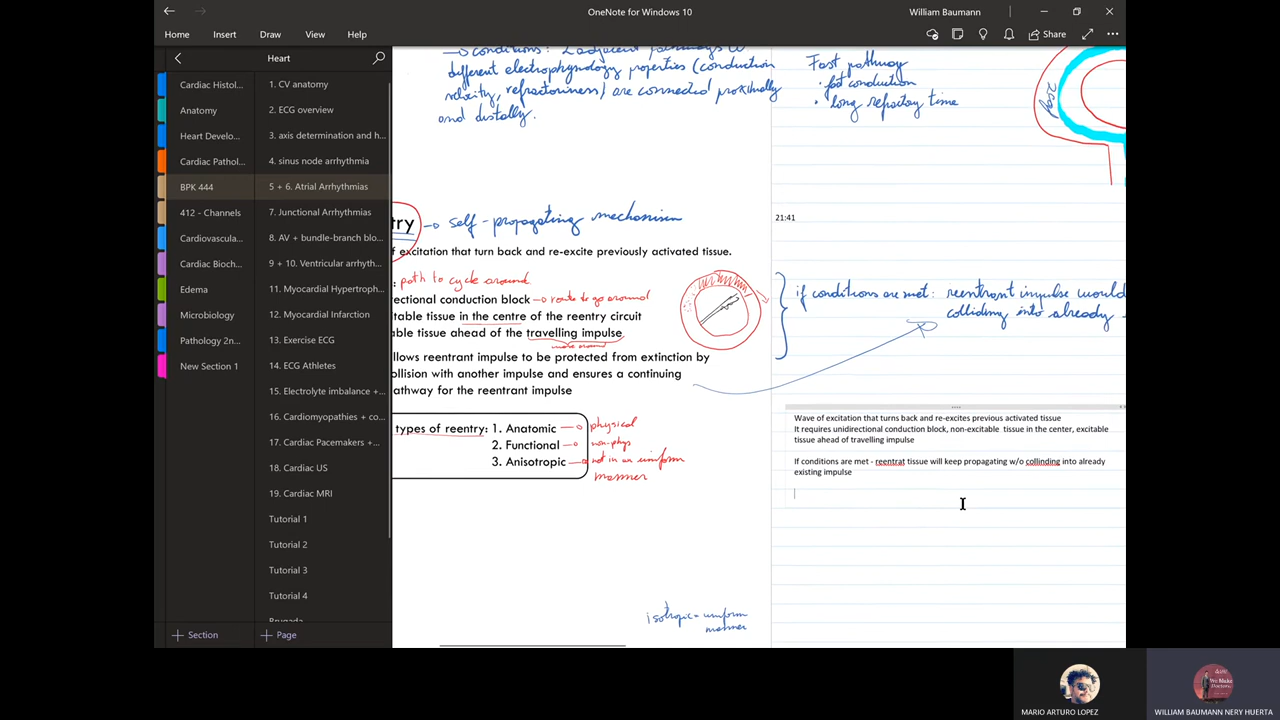 OneNote for Windows 10
William Baumann
Home
Insert
Draw
View
Help
Share
Heart
Cardiac Histol...
Anatomy
Heart Develo...
Cardiac Pathol...
BPK 444
412 - Channels
Cardiovascula...
Cardiac Bioch...
Edema
Microbiology
Pathology 2n...
New Section 1
Section
1. CV anatomy
2. ECG overview
3. axis determination and h...
4. sinus node arrhythmia
5 + 6. Atrial Arrhythmias
7. Junctional Arrhythmias
8. AV + bundle-branch blo...
9 + 10. Ventricular arrhyth...
11. Myocardial Hypertroph...
12. Myocardial Infarction
13. Exercise ECG
14. ECG Athletes
15. Electrolyte imbalance +...
16. Cardiomyopathies + co...
17. Cardiac Pacemakers +...
18. Cardiac US
19. Cardiac MRI
Tutorial 1
Tutorial 2
Tutorial 3
Tutorial 4
Brugada
Page
conditions: 2 adjacent pathways w
different electrophysiology properties (conduction
velocity, refractoriness) are connected proximally
and distally.
try → self-propagating mechanism
f excitation that turn back and re-excite previously activated tissue.
: path to cycle around
rectional conduction block → route to go around
itable tissue in the centre of the reentry circuit
able tissue ahead of the travelling impulse
move around
llows reentrant impulse to be protected from extinction by
ollision with another impulse and ensures a continuing
athway for the reentrant impulse
types of reentry: 1. Anatomic → physical
2. Functional → non-phys
3. Anisotropic → not in an uniform
manner
isotropic = uniform
manner
Fast pathway
• fast conduction
• long refractory time
21:41
if conditions are met: reentrant impulse would
colliding into already
Wave of excitation that turns back and re-excites previous activated tissue
It requires unidirectional conduction block, non-excitable tissue in the center, excitable
tissue ahead of travelling impulse
If conditions are met - reentrat tissue will keep propagating w/o collinding into already
existing impulse
MARIO ARTURO LOPEZ
WILLIAM BAUMANN NERY HUERTA